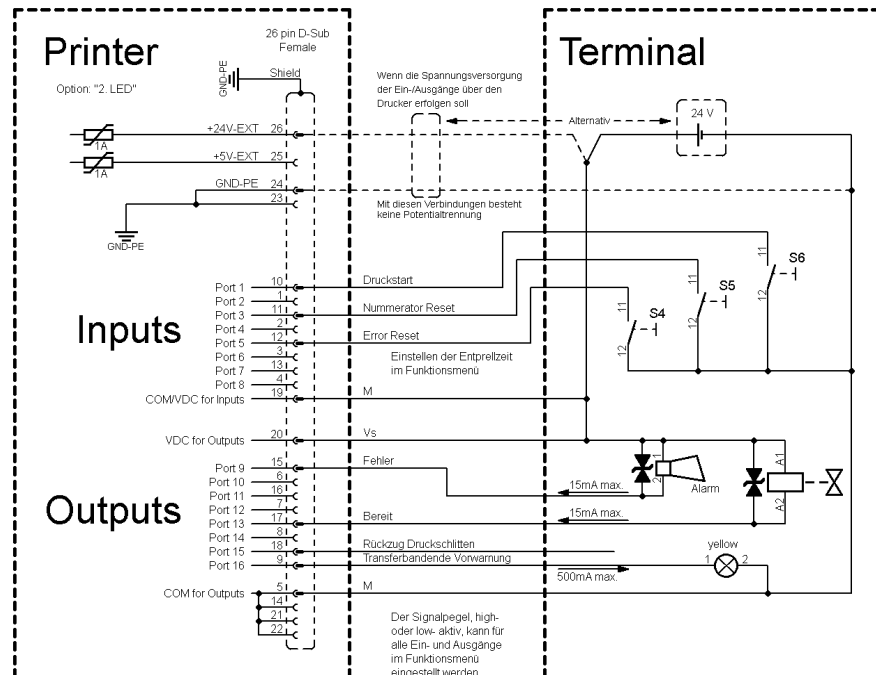 Printer
26 pin D-Sub
Female
Terminal
Option: "2. LED"
GND-PE
Shield
Wenn die Spannungsversorgung
der Ein-/Ausgänge über den
Drucker erfolgen soll
Alternativ
24 V
+24V-EXT 26
1A
+5V-EXT 25
1A
GND-PE 24
23
GND-PE
Mit diesen Verbindungen besteht
keine Potentialtrennung
Inputs
Port 1 10 Druckstart
Port 2 1
Port 3 11 Nummerator Reset
Port 4 2
Port 5 12 Error Reset
Port 6 3
Port 7 13
Port 8 4
COM/VDC for Inputs 19 M
Einstellen der Entprellzeit
im Funktionsmenü
11 12 S4
11 12 S5
11 12 S6
Outputs
VDC for Outputs 20 Vs
Port 9 15 Fehler
Port 10 6
Port 11 16
Port 12 7
Port 13 17 Bereit
Port 14 8
Port 15 18 Rückzug Druckschlitten
Port 16 9 Transferbandende Vorwarnung
COM for Outputs 5 M
14
21
22
15mA max.
2 1
Alarm
A1
A2
15mA max.
yellow
1 2
500mA max.
Der Signalpegel, high-
oder low- aktiv, kann für
alle Ein- und Ausgänge
im Funktionsmenü
eingestellt werden